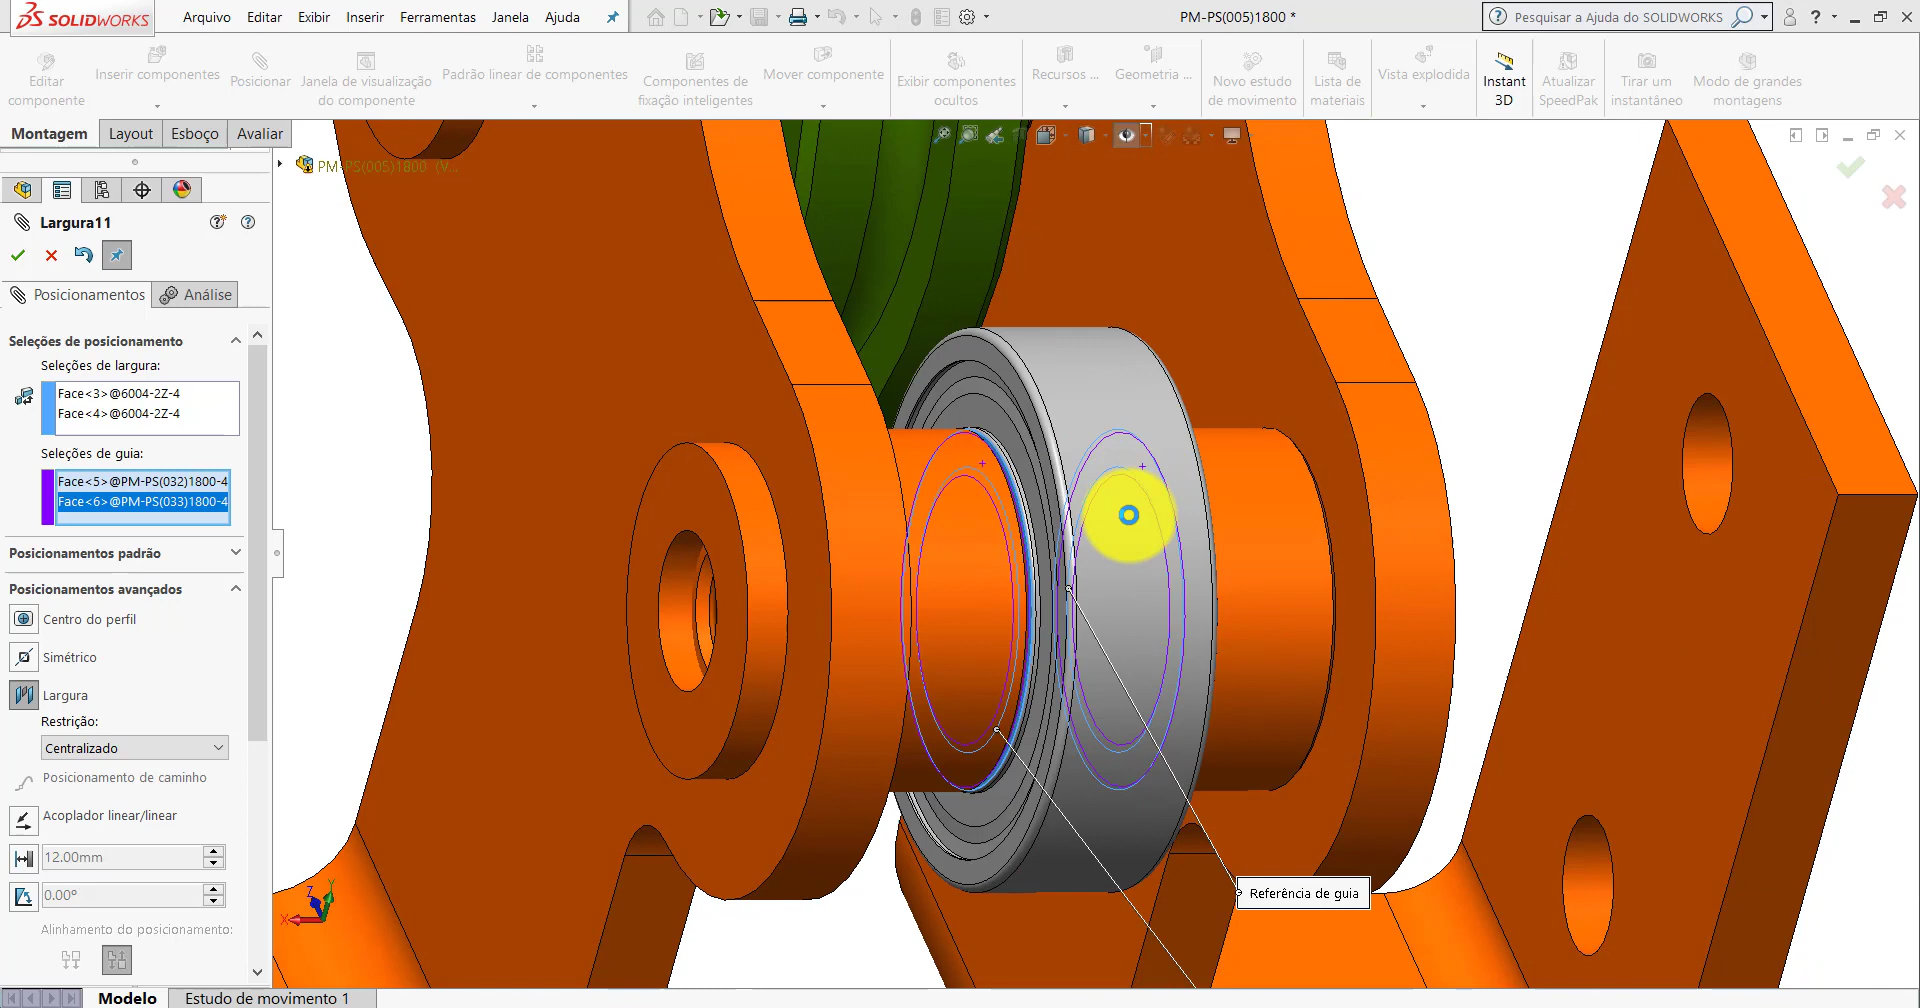 SOLIDWORKS
Arquivo Editar Exibir Inserir Ferramentas Janela Ajuda
PM-PS(005)1800 *
Pesquisar a Ajuda do SOLIDWORKS
Editar componente
Inserir componentes
Posicionar
Janela de visualização do componente
Padrão linear de componentes
Componentes de fixação inteligentes
Mover componente
Exibir componentes ocultos
Recursos ...
Geometria ...
Novo estudo de movimento
Lista de materiais
Vista explodida
Instant 3D
Atualizar SpeedPak
Tirar um instantâneo
Modo de grandes montagens
Montagem Layout Esboço Avaliar
PM-PS(005)1800 (V...
Largura11
Posicionamentos Análise
Seleções de posicionamento
Seleções de largura:
Face<3>@6004-2Z-4
Face<4>@6004-2Z-4
Seleções de guia:
Face<5>@PM-PS(032)1800-4
Face<6>@PM-PS(033)1800-4
Posicionamentos padrão
Posicionamentos avançados
Centro do perfil
Simétrico
Largura
Restrição:
Centralizado
Posicionamento de caminho
Acoplador linear/linear
12.00mm
0.00°
Alinhamento do posicionamento:
Z
Y
X
Referência de guia
Modelo Estudo de movimento 1